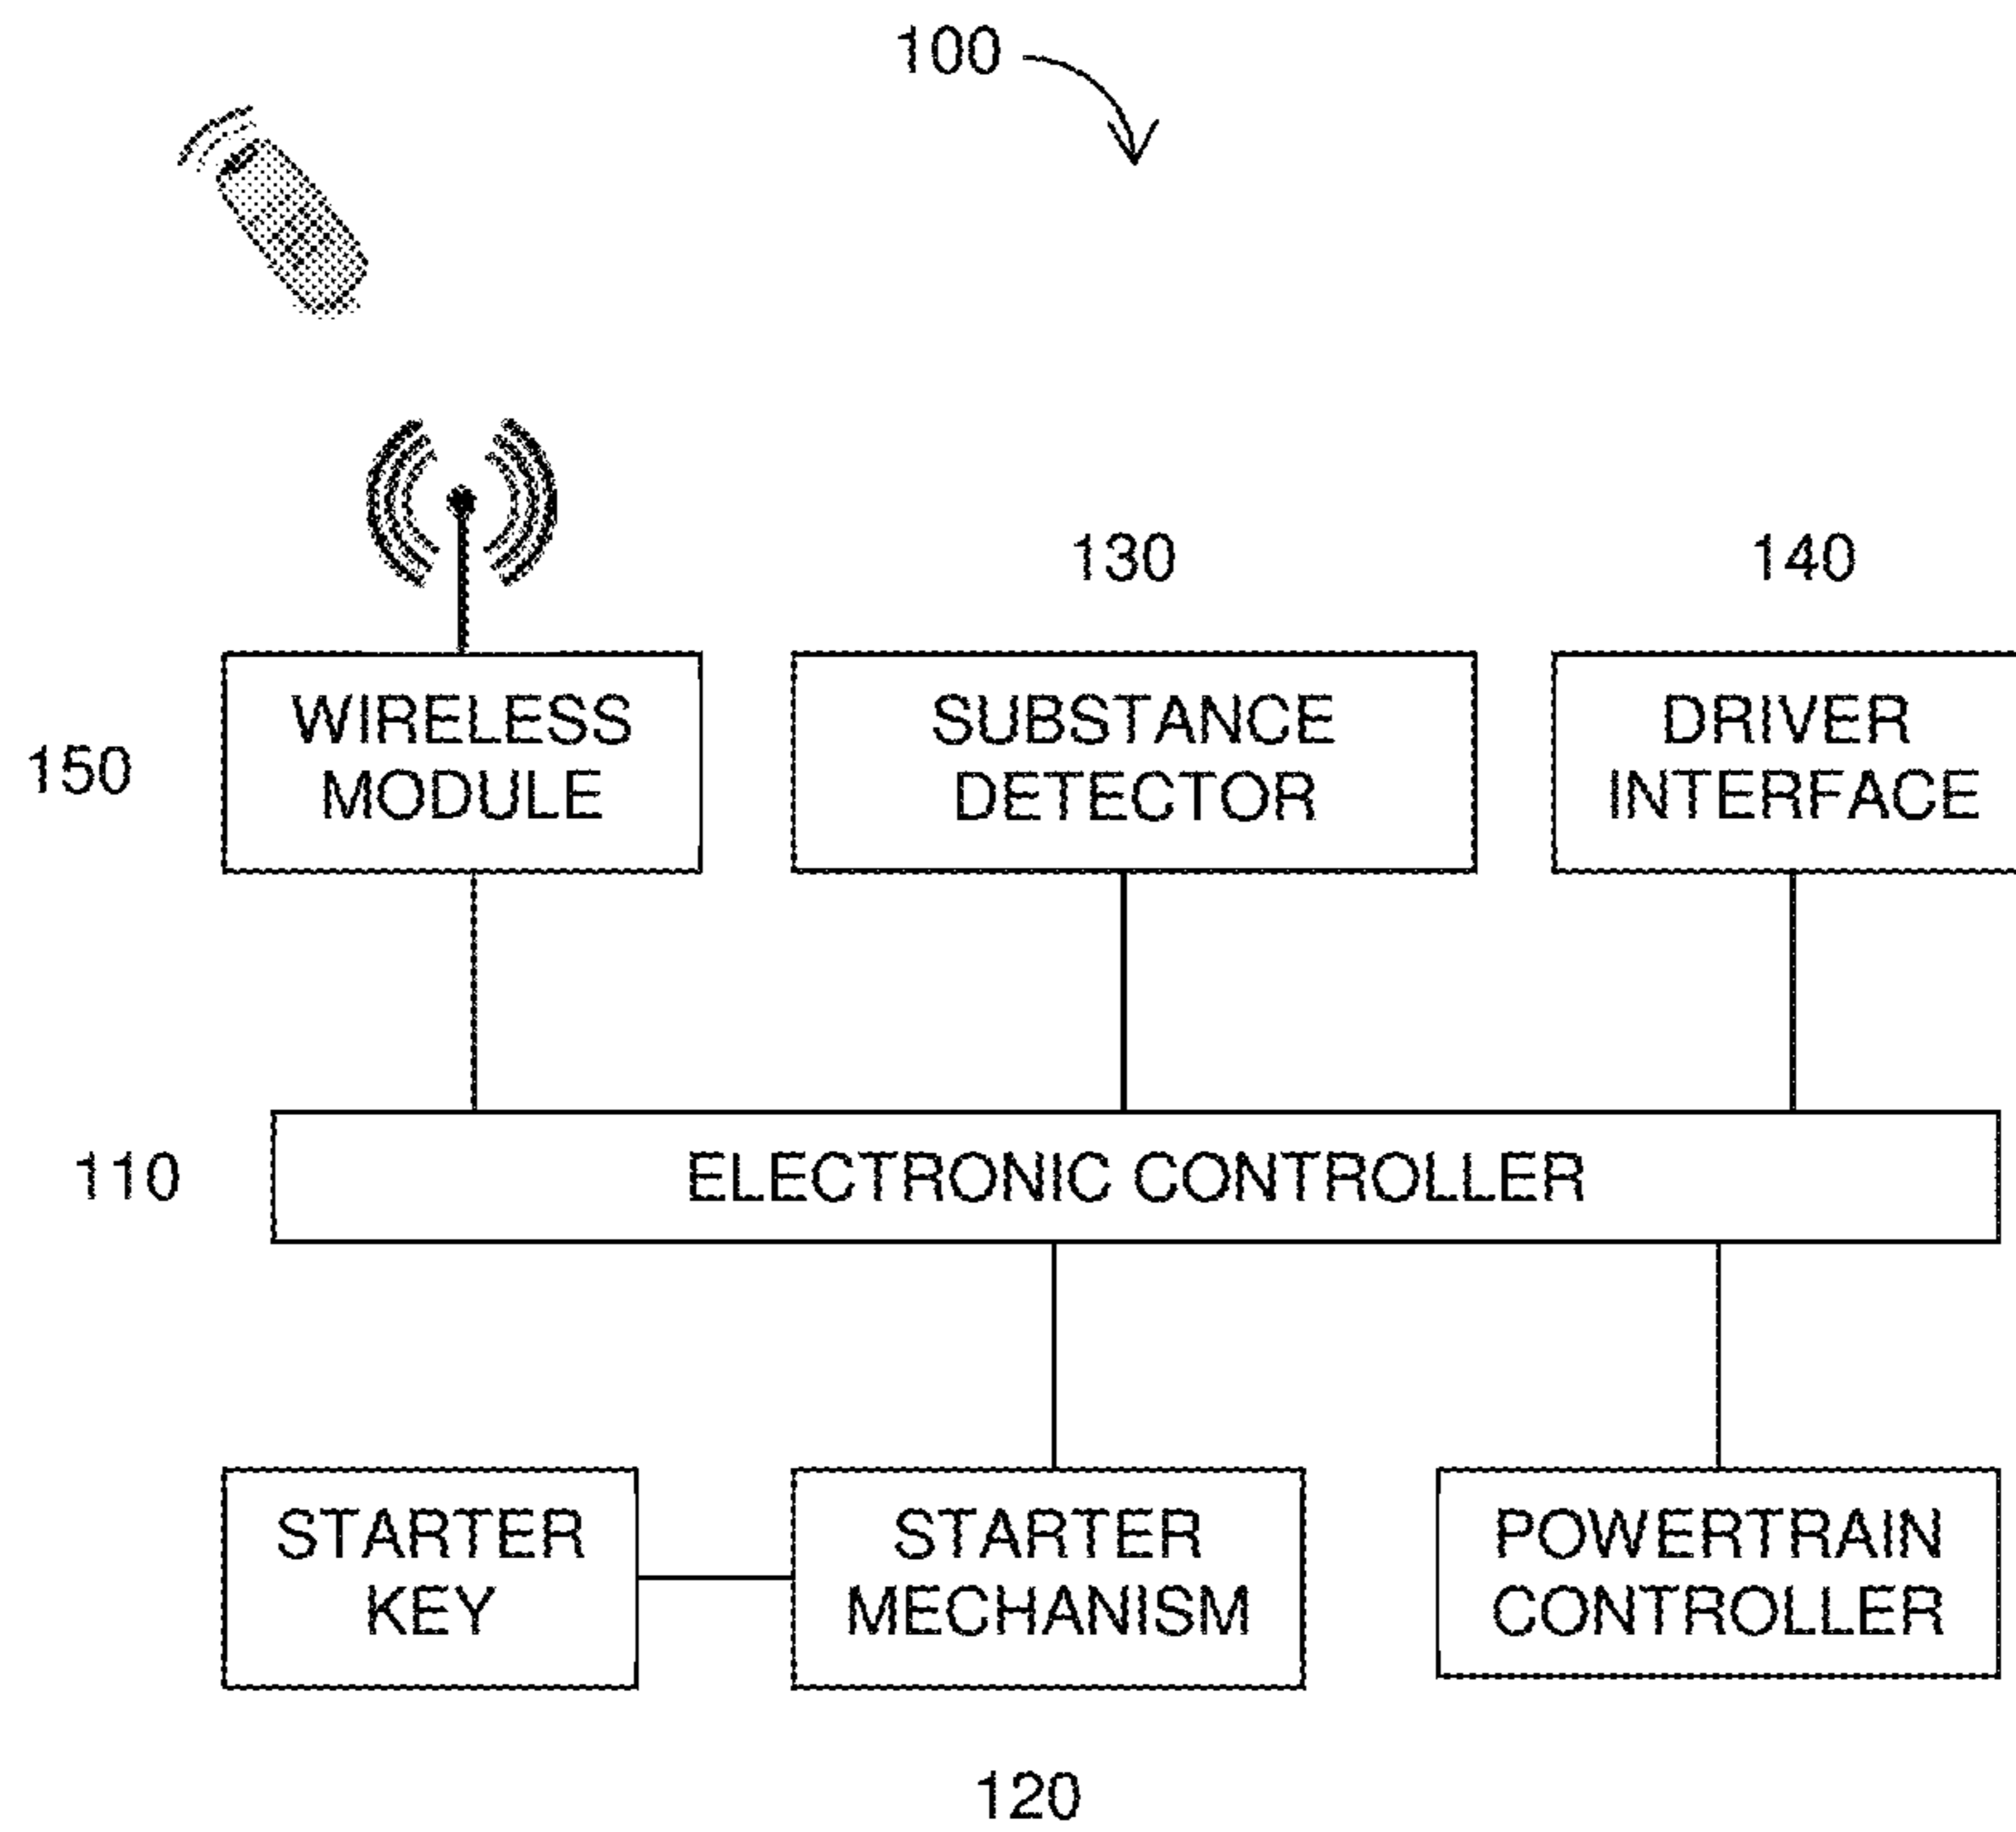 100
130
140
150
WIRELESS
MODULE
SUBSTANCE
DETECTOR
DRIVER
INTERFACE
110
ELECTRONIC CONTROLLER
STARTER
KEY
STARTER
MECHANISM
POWERTRAIN
CONTROLLER
120